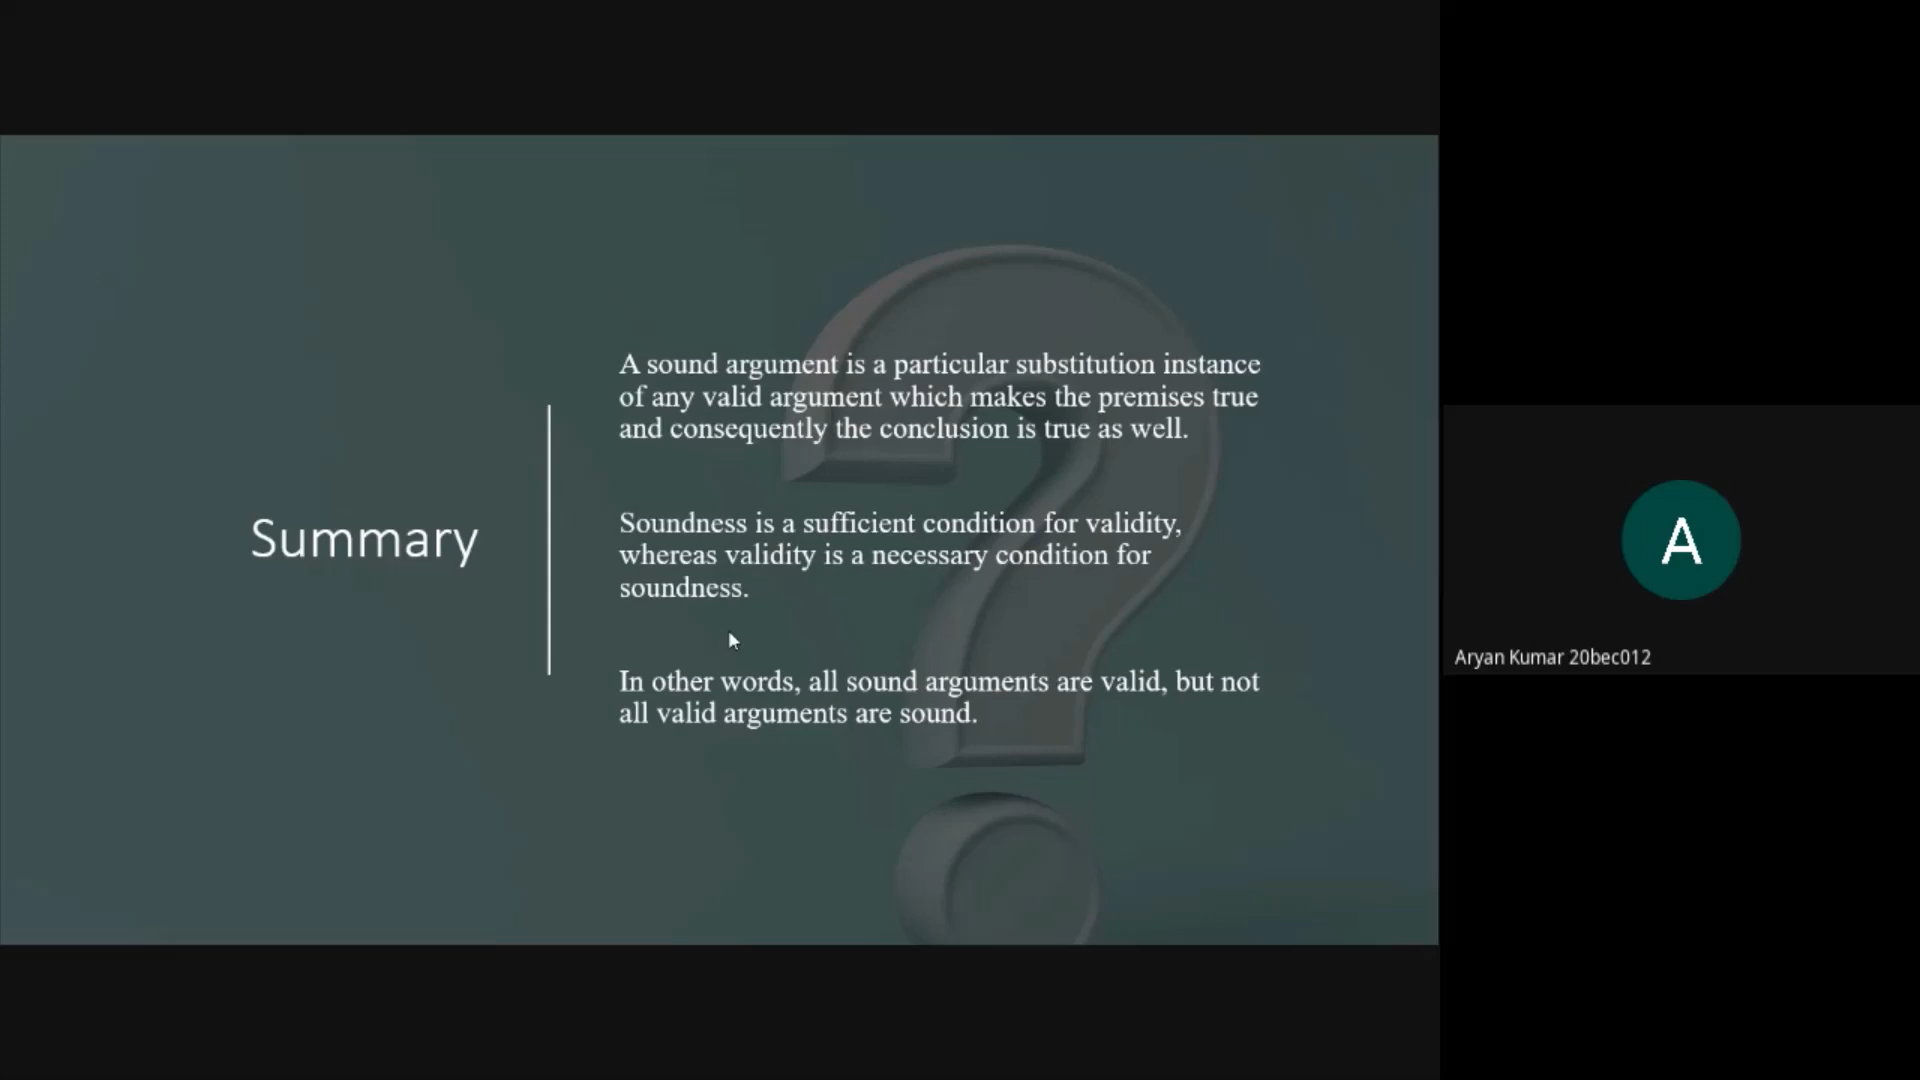 Summary
A sound argument is a particular substitution instance
of any valid argument which makes the premises true
and consequently the conclusion is true as well.
Soundness is a sufficient condition for validity,
whereas validity is a necessary condition for
soundness.
In other words, all sound arguments are valid, but not
all valid arguments are sound.
A
Aryan Kumar 20bec012